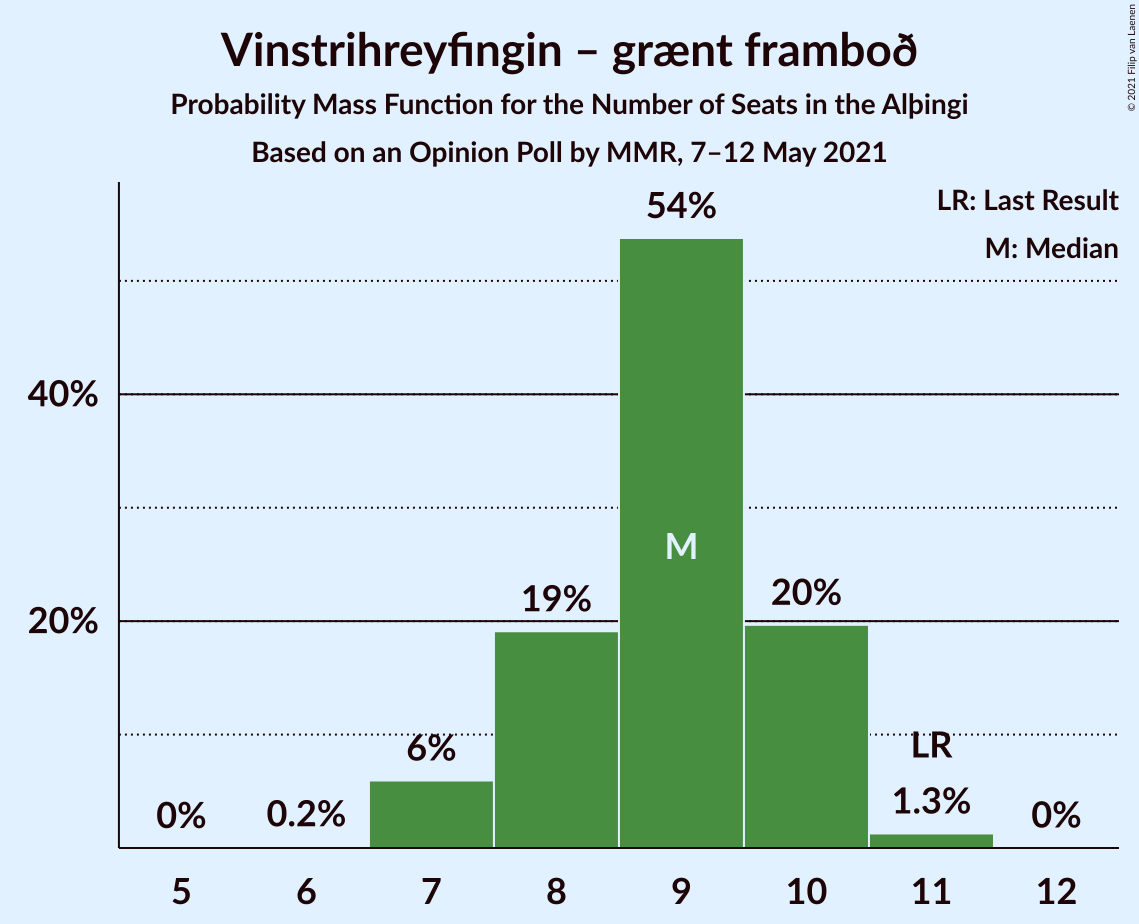 Vinstrihreyfingin – grænt framboð
Probability Mass Function for the Number of Seats in the Alþingi
Based on an Opinion Poll by MMR, 7–12 May 2021
© 2021 Filip van Laenen
LR: Last Result
M: Median
54%
40%
M
20%
19%
20%
6%
LR
0%
0.2%
1.3%
0%
5 6 7 8 9 10 11 12